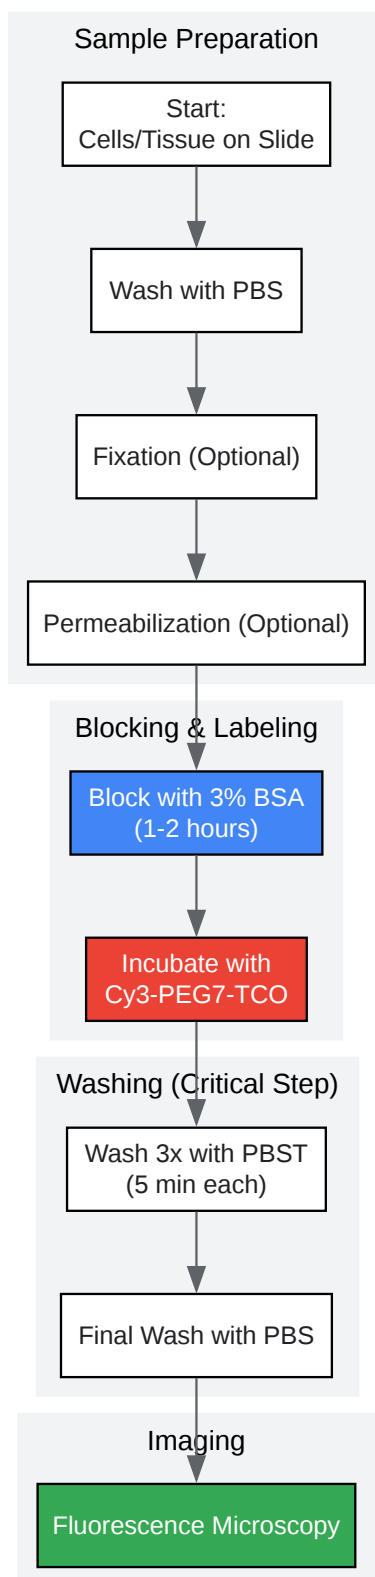 Sample Preparation
Start:
Cells/Tissue on Slide
Wash with PBS
Fixation (Optional)
Permeabilization (Optional)
Blocking & Labeling
Block with 3% BSA
(1-2 hours)
Incubate with
Cy3-PEG7-TCO
Washing (Critical Step)
Wash 3x with PBST
(5 min each)
Final Wash with PBS
Imaging
Fluorescence Microscopy